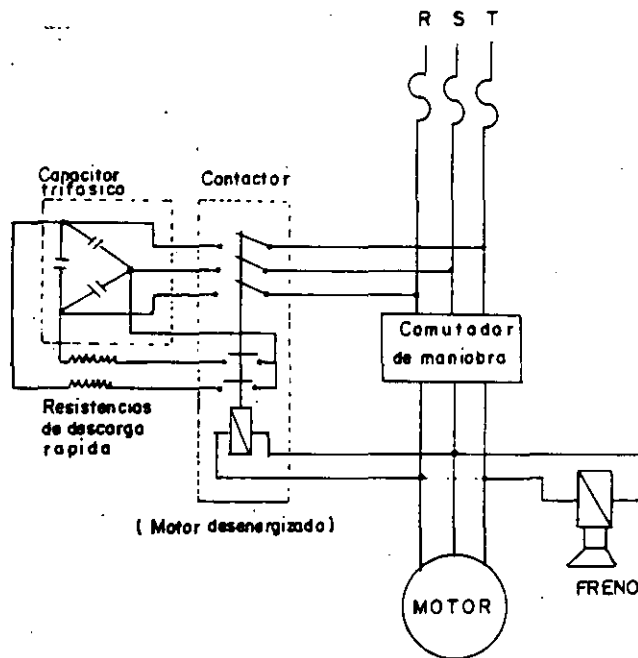 R S T
Capacitor
trifasico
Contactor
Comutador
de maniobra
Resistencias
de descarga
rapida
( Motor desenergizado )
FRENO
MOTOR